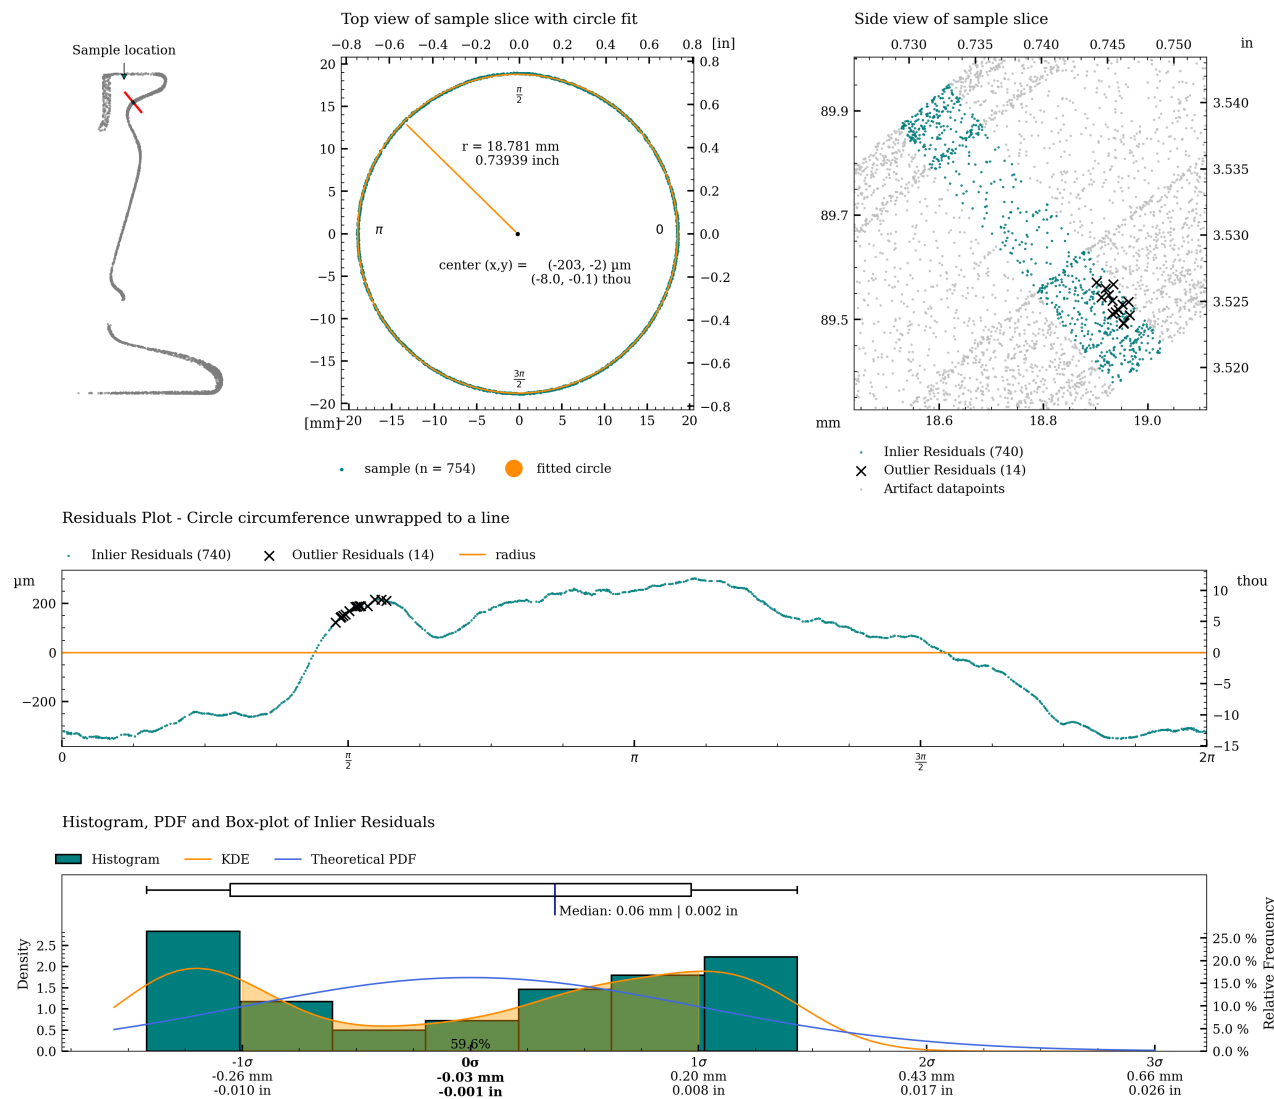 Sample location
Top view of sample slice with circle fit
−0.8 −0.6 −0.4 −0.2 0.0 0.2 0.4 0.6 0.8 [in]
20
15
10
5
0
−5
−10
−15
−20
0.8
0.6
0.4
0.2
0.0
−0.2
−0.4
−0.6
−0.8
π/2
r = 18.781 mm
0.73939 inch
π
0
center (x,y) = (-203, -2) µm
(-8.0, -0.1) thou
3π/2
[mm] −20 −15 −10 −5 0 5 10 15 20
sample (n = 754) fitted circle
Side view of sample slice
0.730 0.735 0.740 0.745 0.750 in
89.9
89.7
89.5
3.540
3.535
3.530
3.525
3.520
mm 18.6 18.8 19.0
Inlier Residuals (740)
Outlier Residuals (14)
Artifact datapoints
Residuals Plot - Circle circumference unwrapped to a line
Inlier Residuals (740) Outlier Residuals (14) radius
µm
200
0
−200
thou
10
5
0
−5
−10
−15
0 π/2 π 3π/2 2π
Histogram, PDF and Box-plot of Inlier Residuals
Histogram KDE Theoretical PDF
Median: 0.06 mm | 0.002 in
Density
2.5
2.0
1.5
1.0
0.5
0.0
Relative Frequency
25.0 %
20.0 %
15.0 %
10.0 %
5.0 %
0.0 %
59.6%
-1σ 0σ 1σ 2σ 3σ
-0.26 mm -0.03 mm 0.20 mm 0.43 mm 0.66 mm
-0.010 in -0.001 in 0.008 in 0.017 in 0.026 in